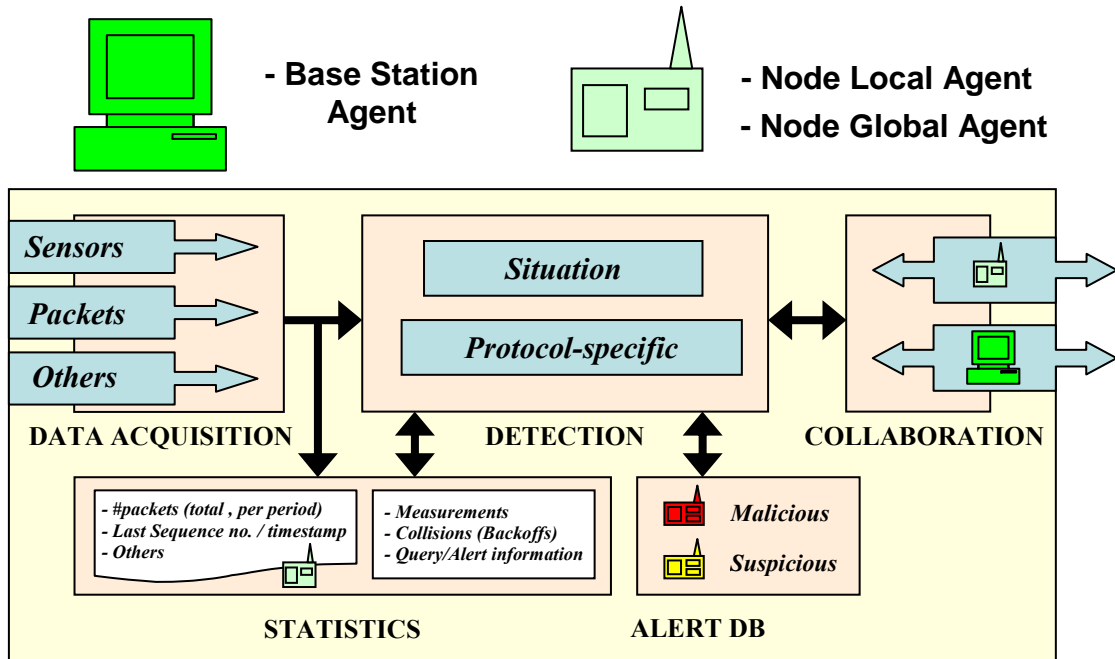 - Base Station
Agent
- Node Local Agent
- Node Global Agent
Sensors
Packets
Others
Situation
Protocol-specific
DATA ACQUISITION
DETECTION
COLLABORATION
- #packets (total , per period)
- Last Sequence no. / timestamp
- Others
- Measurements
- Collisions (Backoffs)
- Query/Alert information
Malicious
Suspicious
STATISTICS
ALERT DB